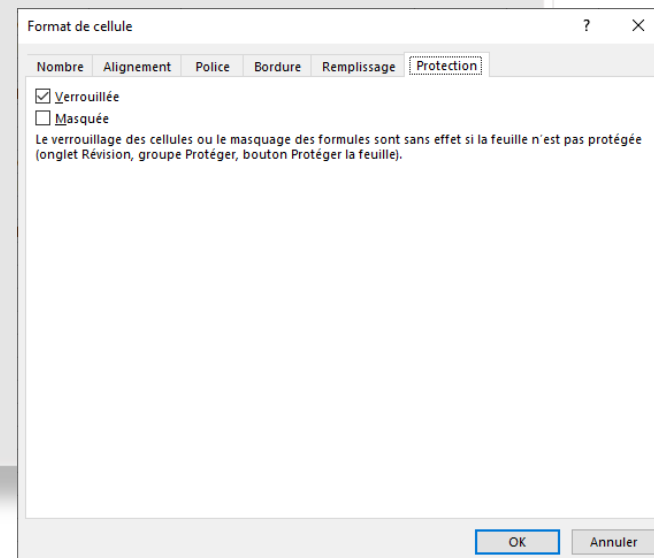 Format de cellule ? ✕
Nombre Alignement Police Bordure Remplissage Protection
Verrouillée
Masquée
Le verrouillage des cellules ou le masquage des formules sont sans effet si la feuille n´est pas protégée
(onglet Révision, groupe Protéger, bouton Protéger la feuille).
OK Annuler